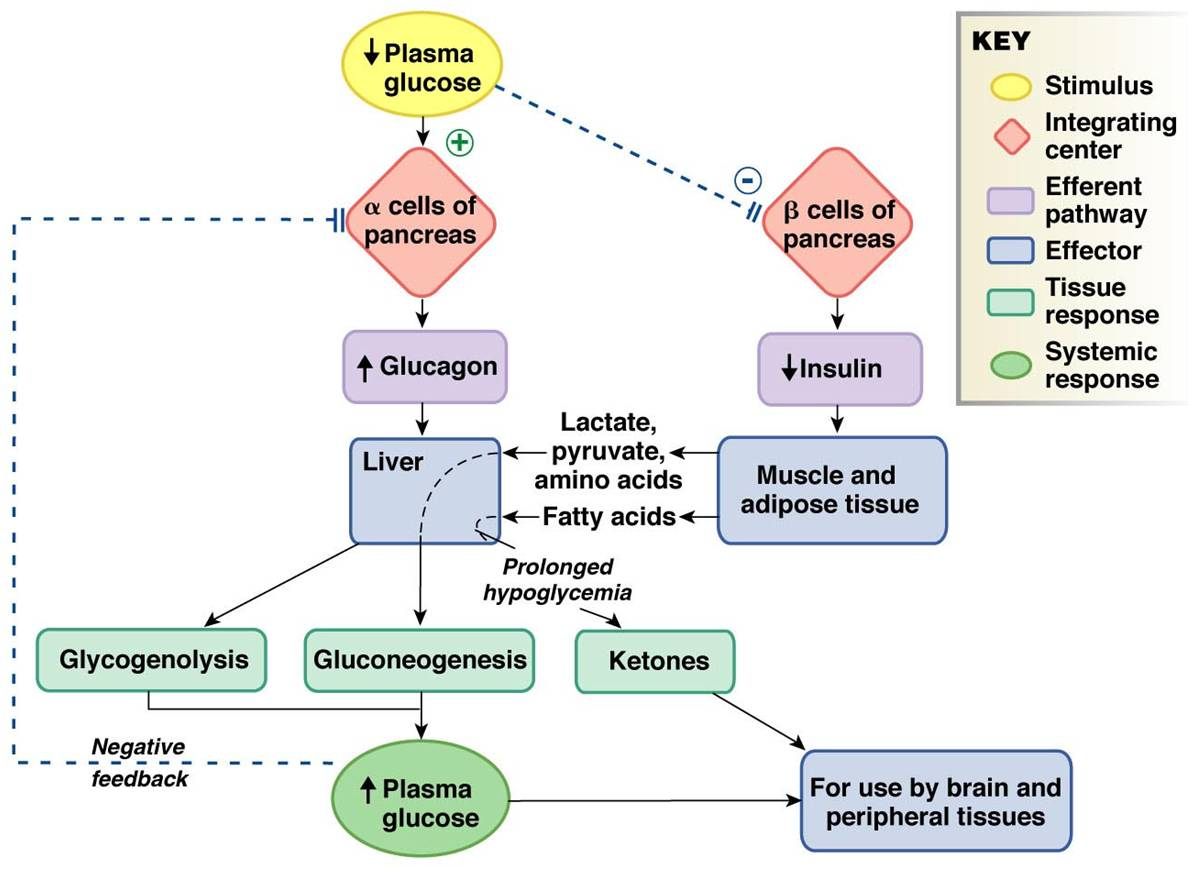 ↓ Plasma
glucose
+
α cells of
pancreas
-
β cells of
pancreas
↑ Glucagon
↓ Insulin
Liver
Lactate,
pyruvate,
amino acids
Fatty acids
Muscle and
adipose tissue
Prolonged
hypoglycemia
Glycogenolysis
Gluconeogenesis
Ketones
Negative
feedback
↑ Plasma
glucose
For use by brain and
peripheral tissues
KEY
Stimulus
Integrating
center
Efferent
pathway
Effector
Tissue
response
Systemic
response